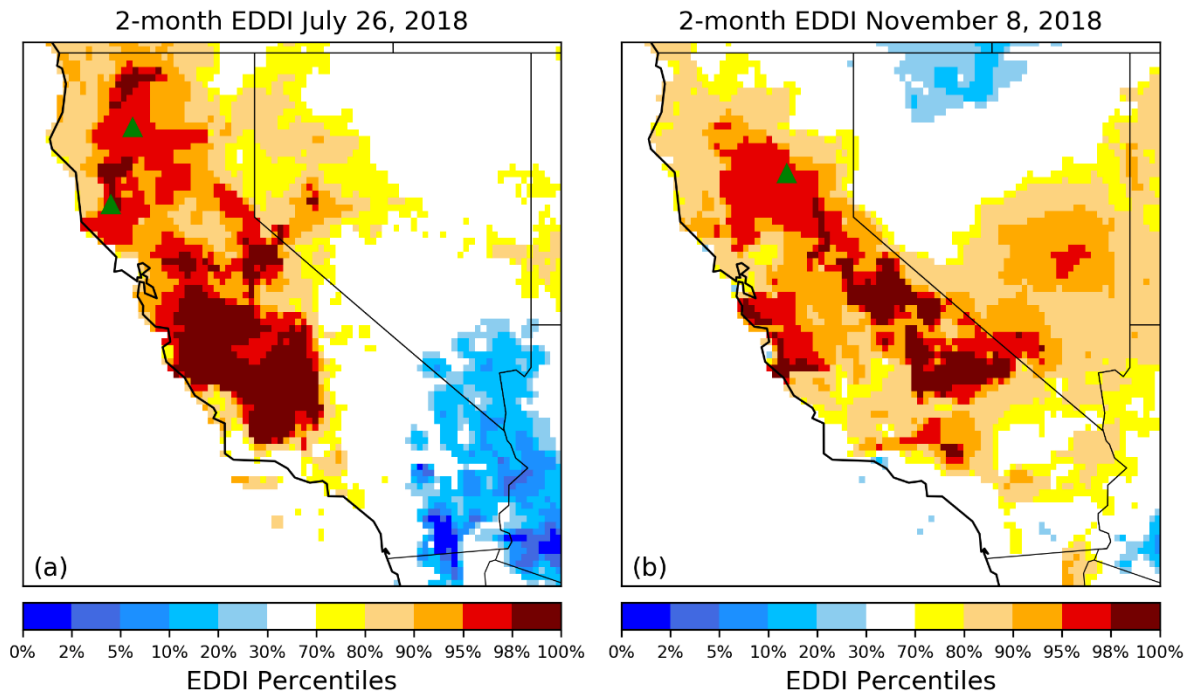 2-month EDDI July 26, 2018
2-month EDDI November 8, 2018
(a)
(b)
0% 2% 5% 10% 20% 30% 70% 80% 90% 95% 98% 100%
0% 2% 5% 10% 20% 30% 70% 80% 90% 95% 98% 100%
EDDI Percentiles
EDDI Percentiles